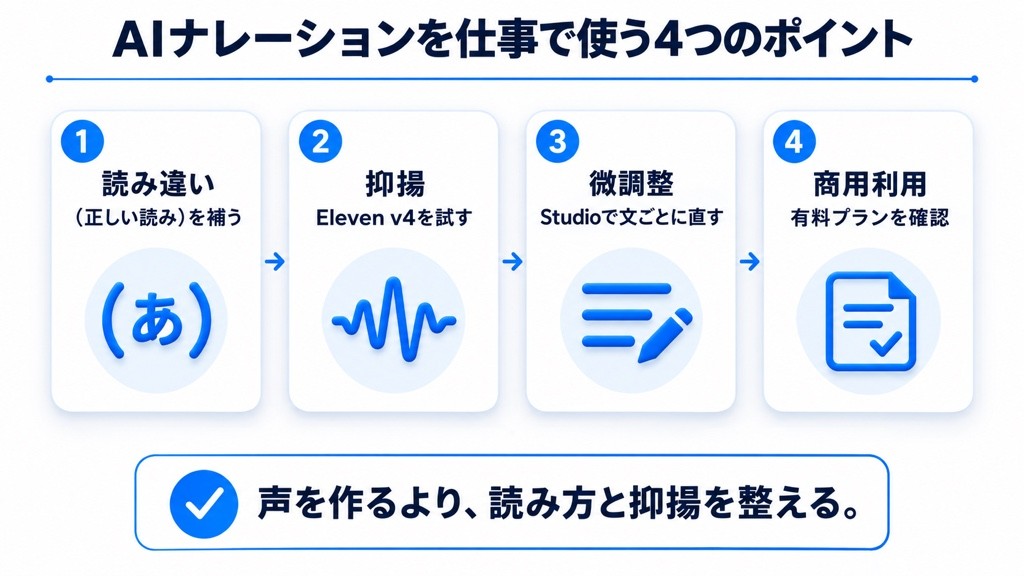 AIナレーションを仕事で使う4つのポイント
1
読み違い
（正しい読み）を補う
（あ）
2
抑揚
Eleven v4を試す
3
微調整
Studioで文ごとに直す
4
商用利用
有料プランを確認
声を作るより、読み方と抑揚を整える。